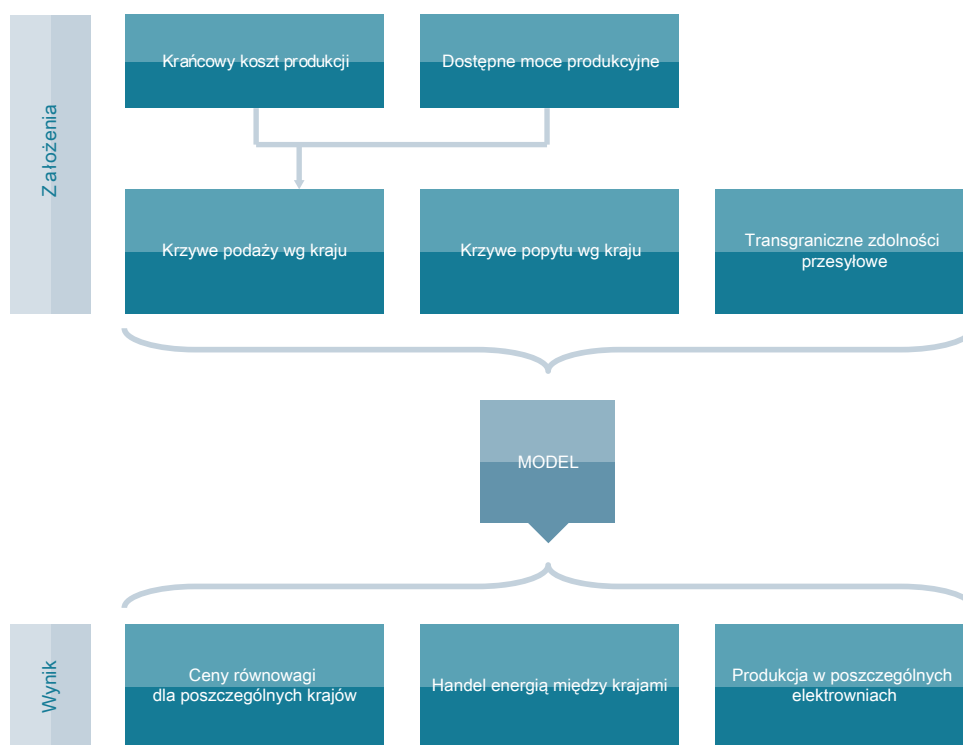 Założenia
Krańcowy koszt produkcji
Dostępne moce produkcyjne
Krzywe podaży wg kraju
Krzywe popytu wg kraju
Transgraniczne zdolności
przesyłowe
MODEL
Wynik
Ceny równowagi
dla poszczególnych krajów
Handel energią między krajami
Produkcja w poszczególnych
elektrowniach